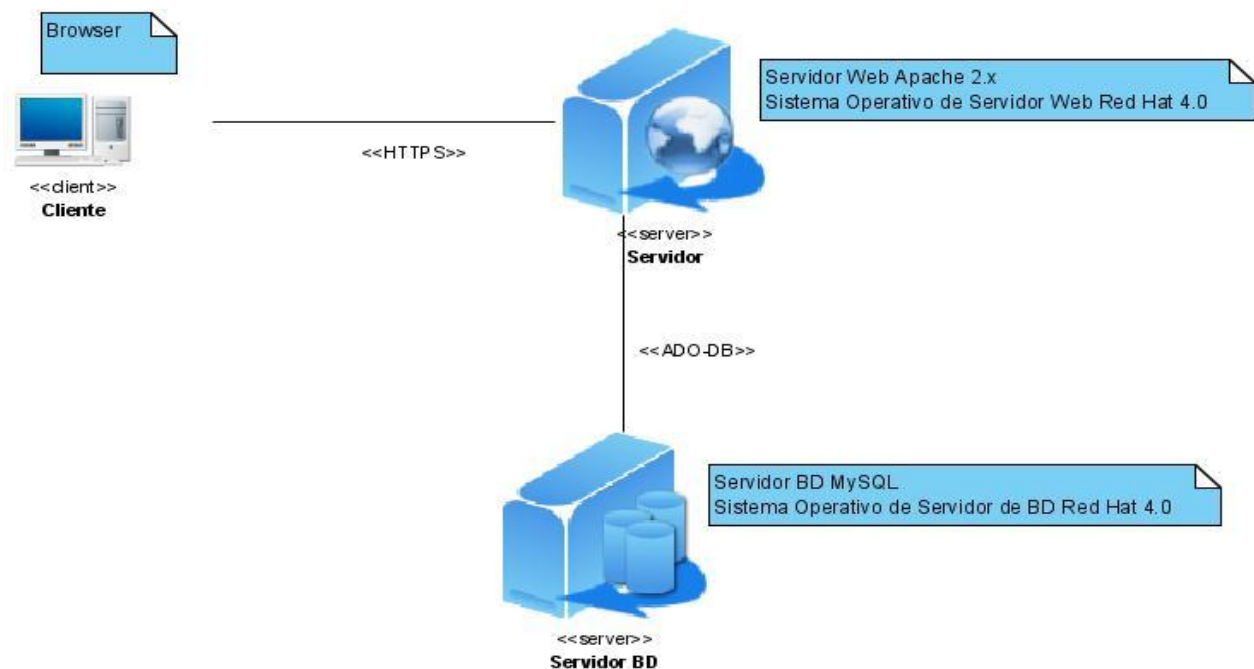 Browser
Servidor Web Apache 2.x
Sistema Operativo de Servidor Web Red Hat 4.0
<<HTTPS>>
<<client>>
Cliente
<<server>>
Servidor
<<ADO-DB>>
Servidor BD MySQL
Sistema Operativo de Servidor de BD Red Hat 4.0
<<server>>
Servidor BD